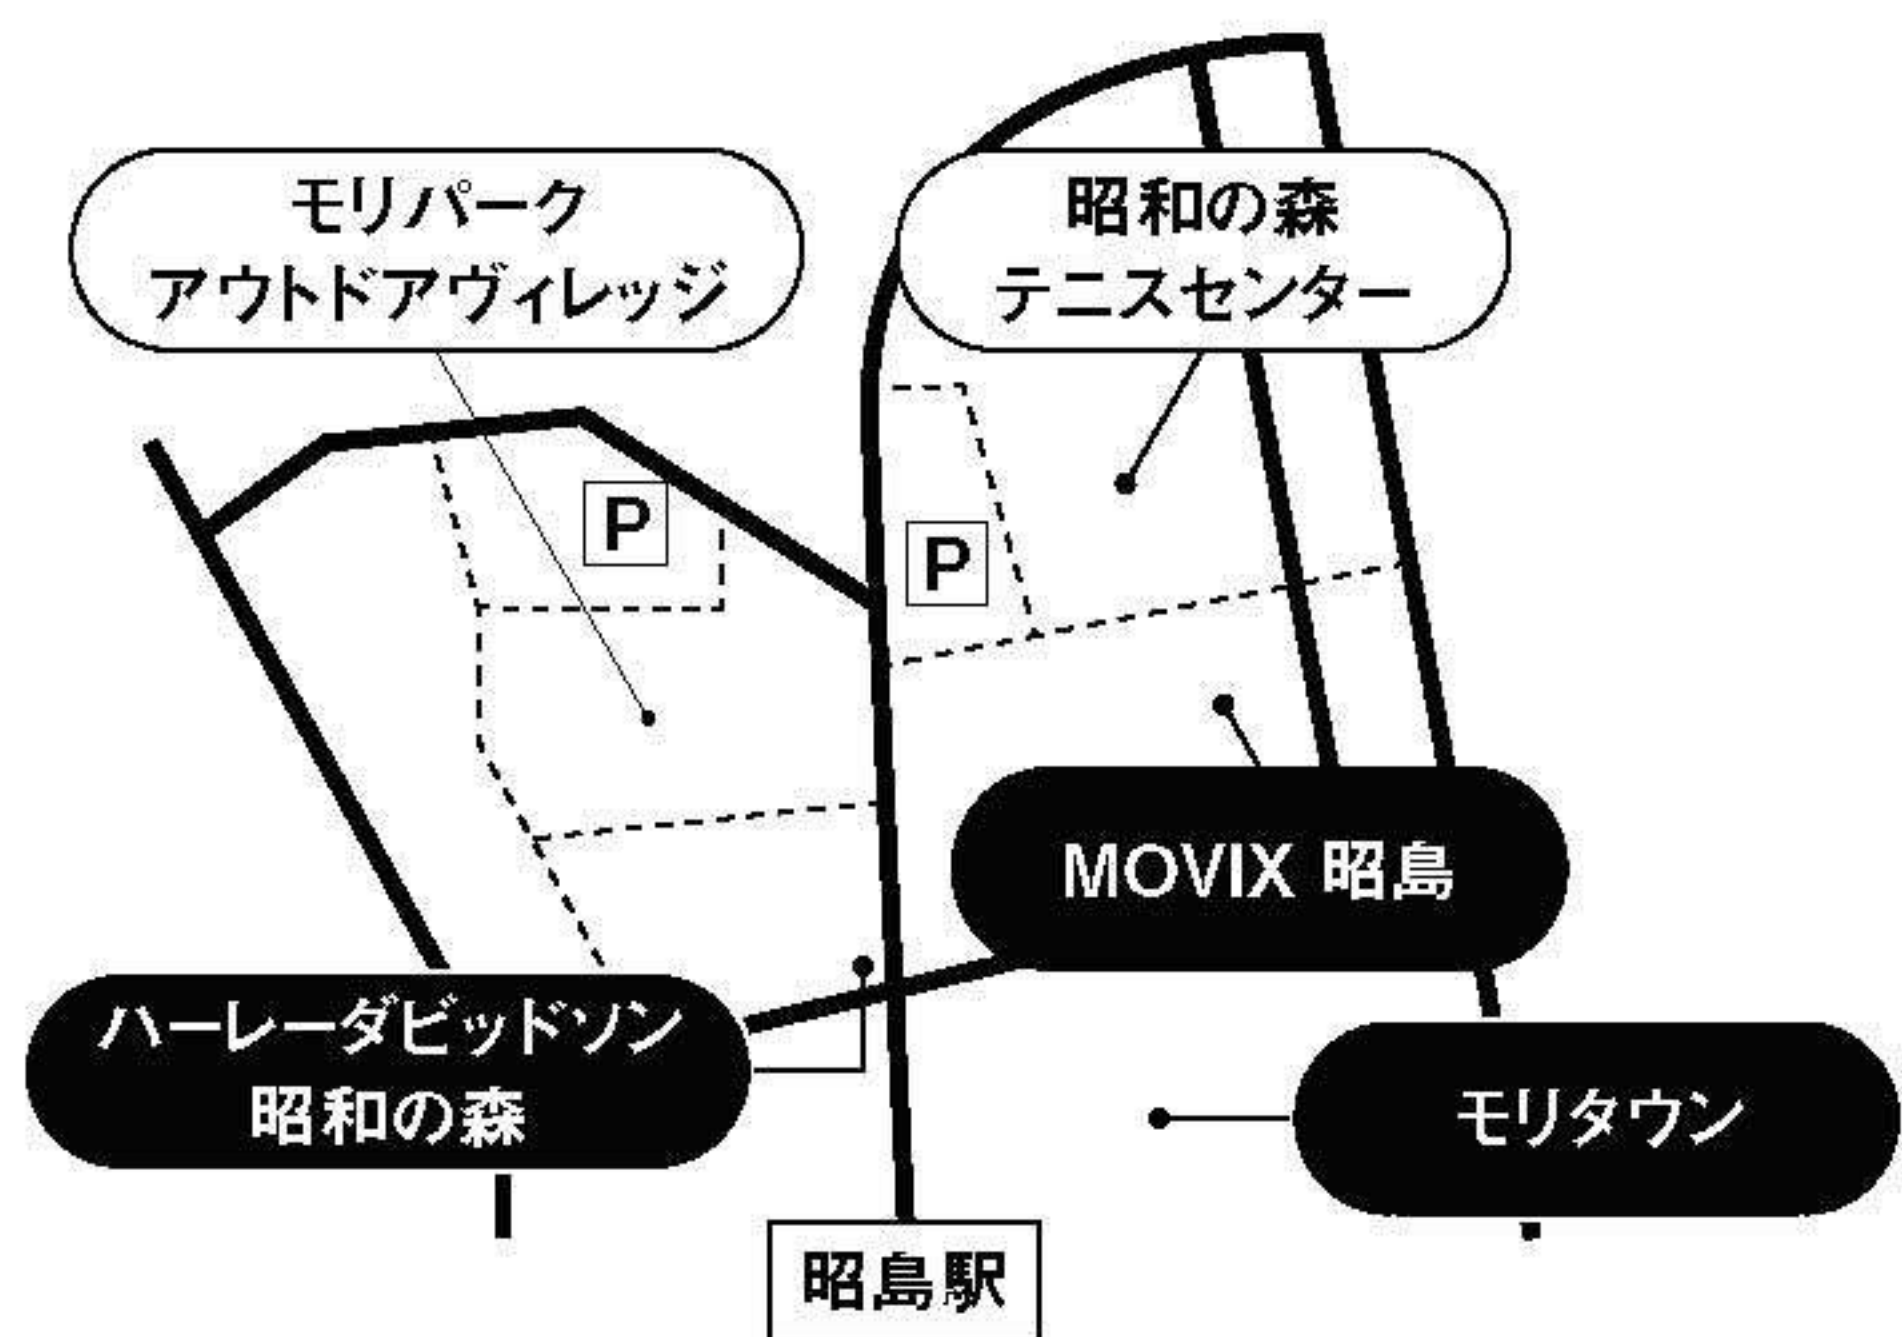 モリパーク
アウトドアヴィレッジ
昭和の森
テニスセンター
P
P
MOVIX 昭島
ハーレーダビッドソン
昭和の森
モリタウン
昭島駅